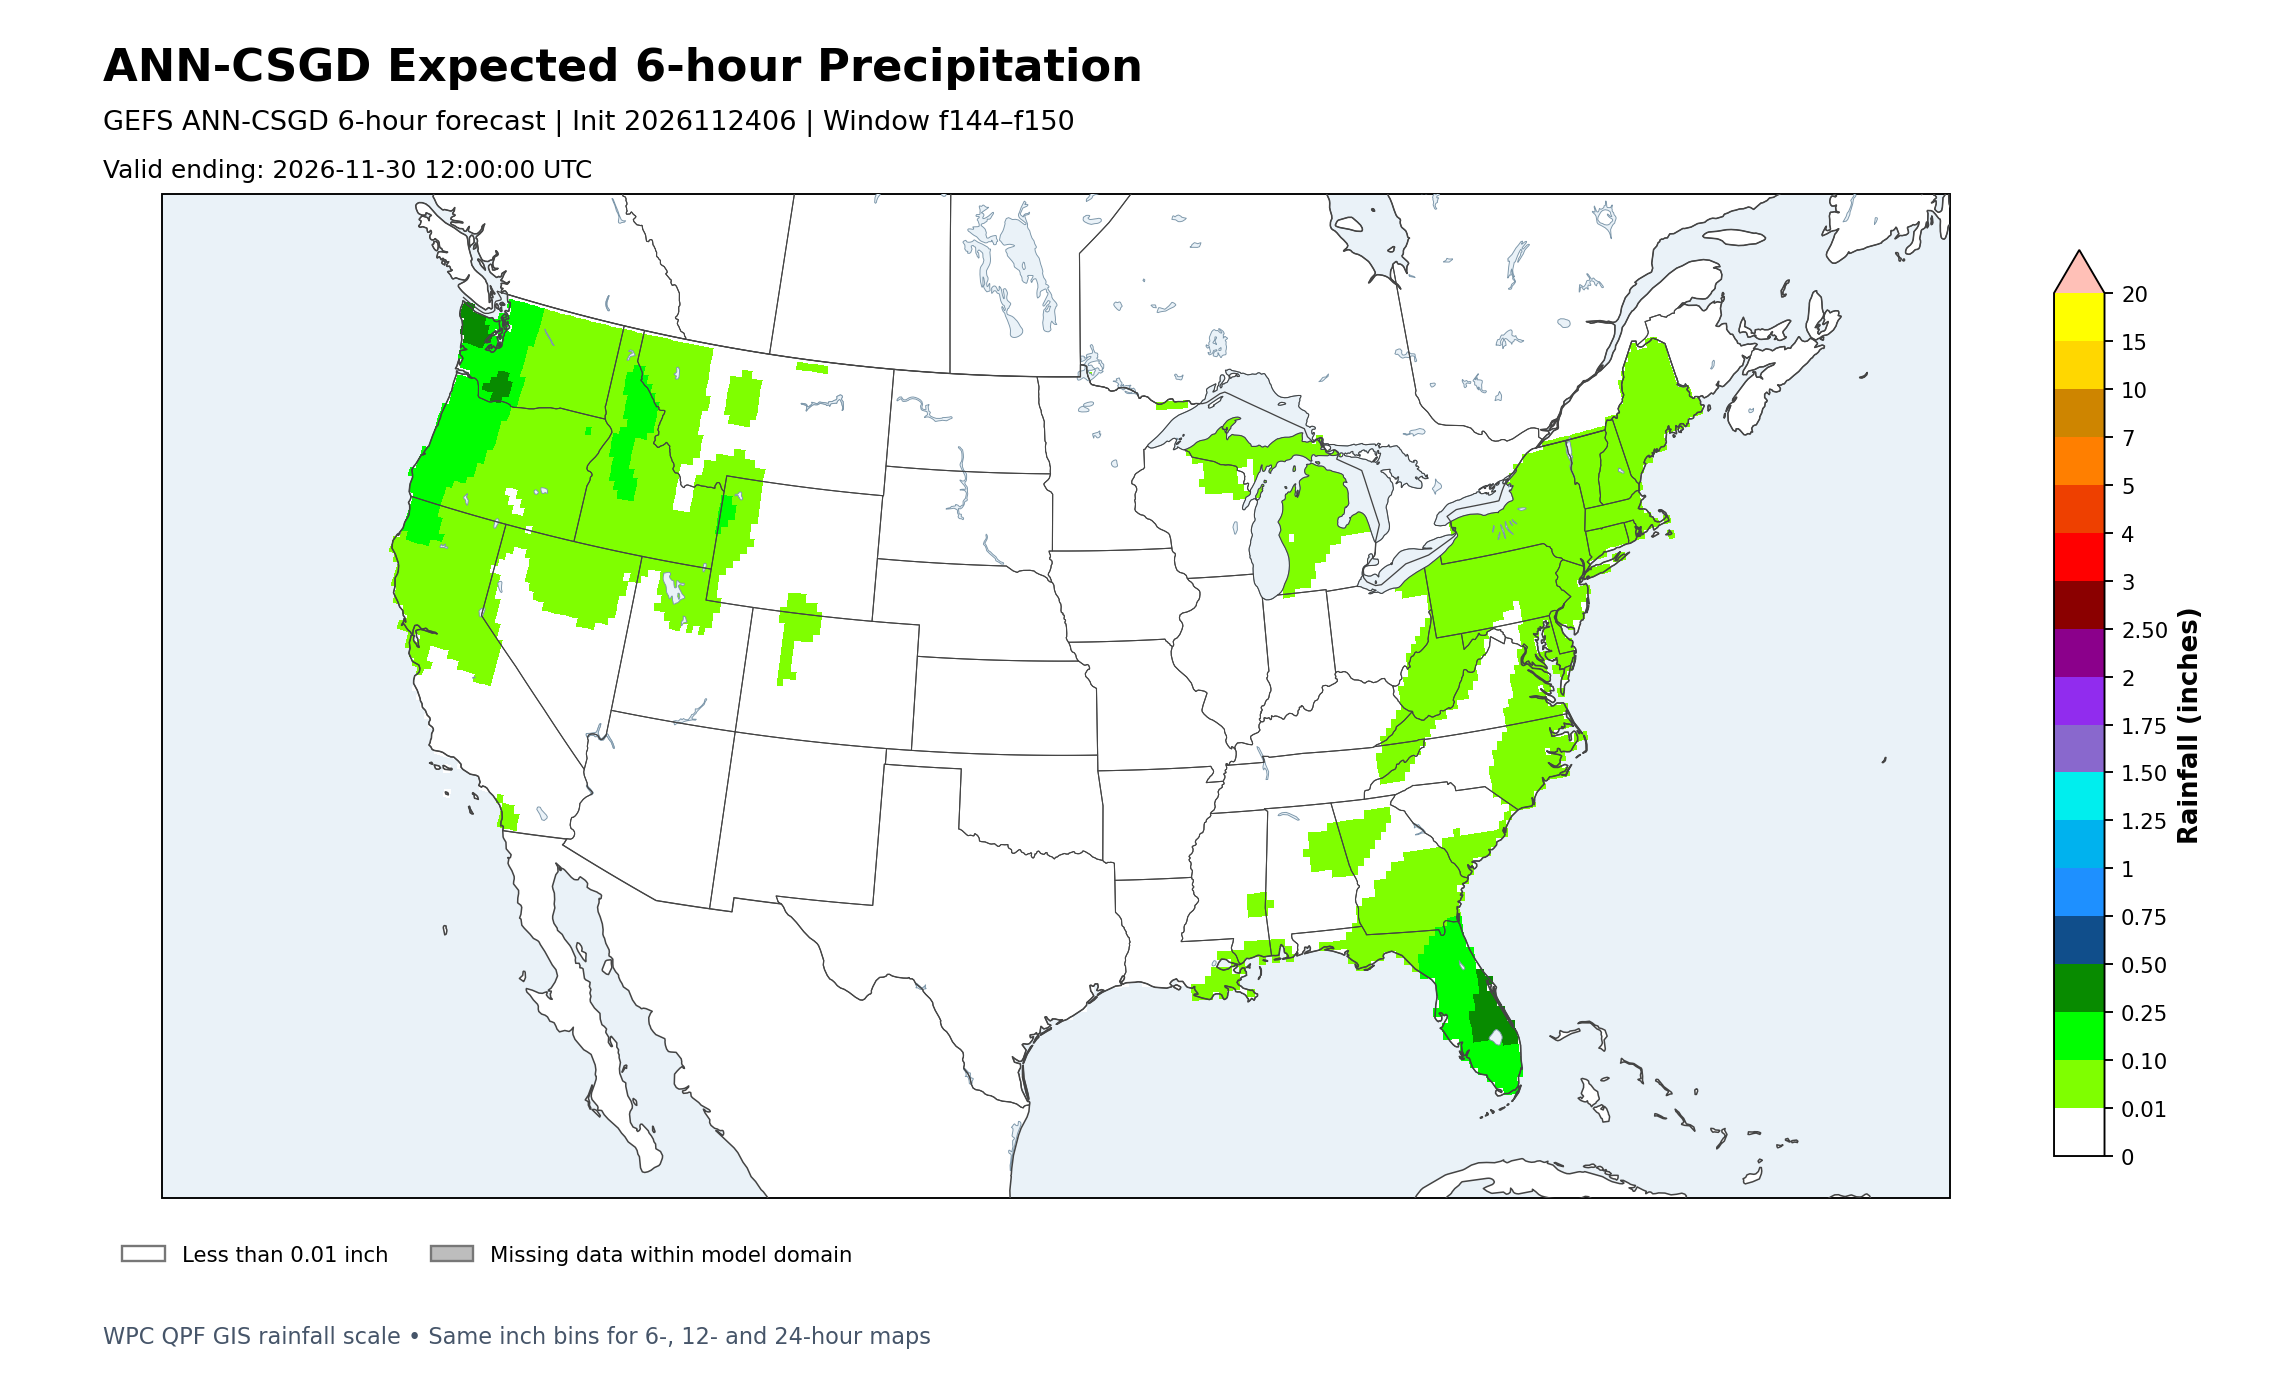 ANN-CSGD Expected 6-hour Precipitation
GEFS ANN-CSGD 6-hour forecast | Init 2026112406 | Window f144–f150
Valid ending: 2026-11-30 12:00:00 UTC
20
15
10
7
5
4
3
2.50
2
1.75
1.50
1.25
1
0.75
0.50
0.25
0.10
0.01
0
Rainfall (inches)
Less than 0.01 inch
Missing data within model domain
WPC QPF GIS rainfall scale • Same inch bins for 6-, 12- and 24-hour maps